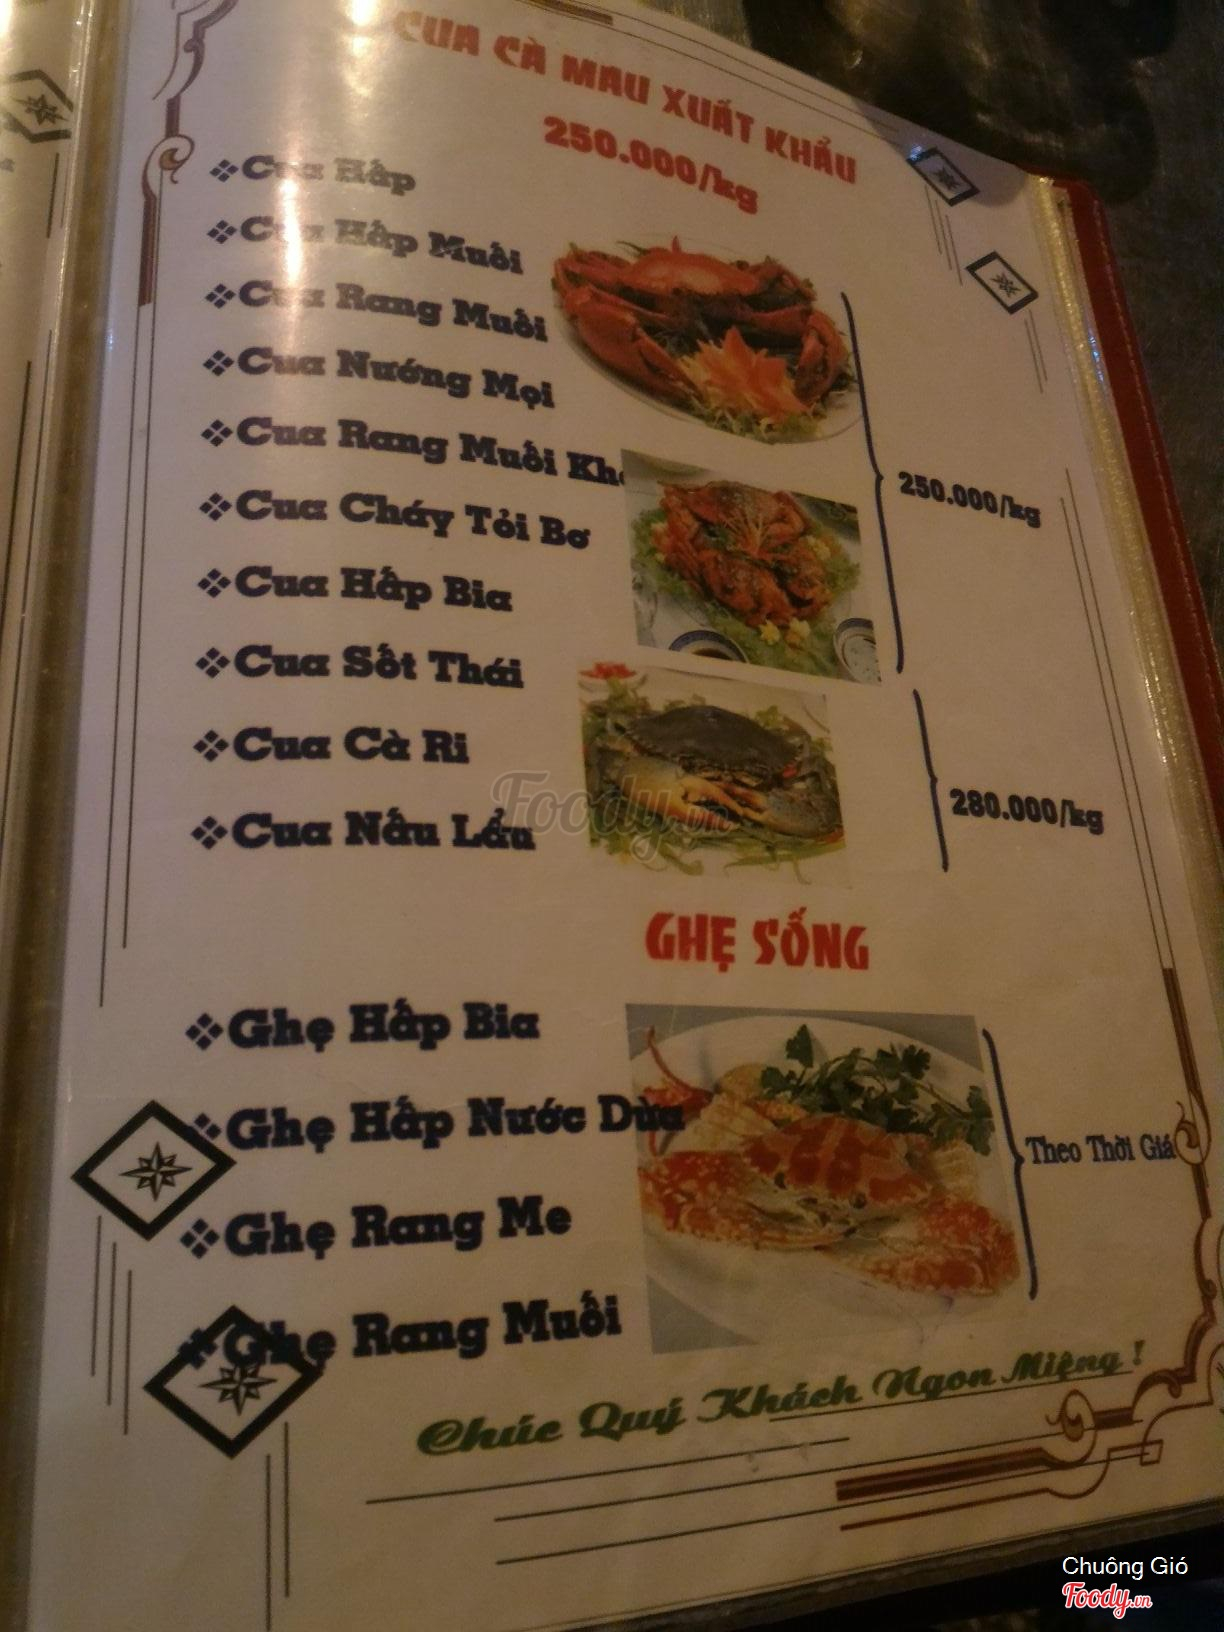 CUA CÀ MAU XUẤT KHẨU
250.000/kg
Cua Hấp
Cua Hấp Muối
Cua Rang Muối
Cua Nướng Mọi
Cua Rang Muối
Cua Cháy Tỏi Bơ
Cua Hấp Bia
Cua Sốt Thái
250.000/kg
Cua Cà Ri
Cua Nấu Lẩu
280.000/kg
Foody.vn
GHẸ SỐNG
Ghẹ Hấp Bia
Ghẹ Hấp Nước Dừa
Ghẹ Rang Me
Ghẹ Rang Muối
Theo Thời Giá
Chúc Quý Khách Ngon Miệng !
Chuông Gió
Foody.vn